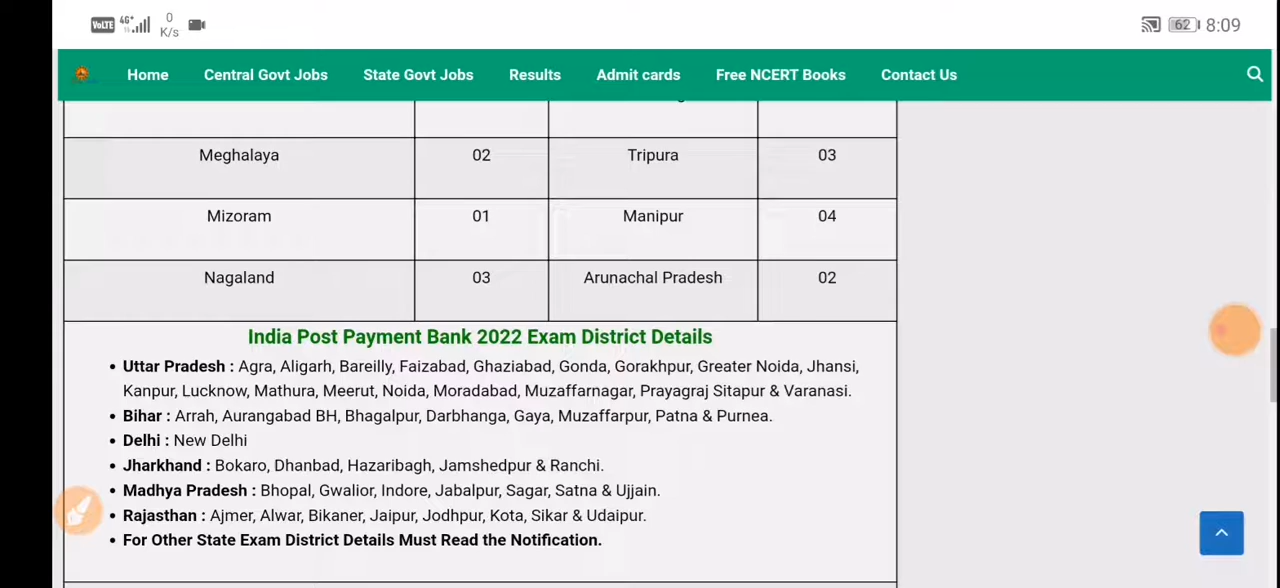 VoLTE 4G+ 0 K/s 62 8:09
Home Central Govt Jobs State Govt Jobs Results Admit cards Free NCERT Books Contact Us
Meghalaya 02 Tripura 03
Mizoram 01 Manipur 04
Nagaland 03 Arunachal Pradesh 02
India Post Payment Bank 2022 Exam District Details
• Uttar Pradesh : Agra, Aligarh, Bareilly, Faizabad, Ghaziabad, Gonda, Gorakhpur, Greater Noida, Jhansi,
Kanpur, Lucknow, Mathura, Meerut, Noida, Moradabad, Muzaffarnagar, Prayagraj Sitapur & Varanasi.
• Bihar : Arrah, Aurangabad BH, Bhagalpur, Darbhanga, Gaya, Muzaffarpur, Patna & Purnea.
• Delhi : New Delhi
• Jharkhand : Bokaro, Dhanbad, Hazaribagh, Jamshedpur & Ranchi.
• Madhya Pradesh : Bhopal, Gwalior, Indore, Jabalpur, Sagar, Satna & Ujjain.
• Rajasthan : Ajmer, Alwar, Bikaner, Jaipur, Jodhpur, Kota, Sikar & Udaipur.
• For Other State Exam District Details Must Read the Notification.